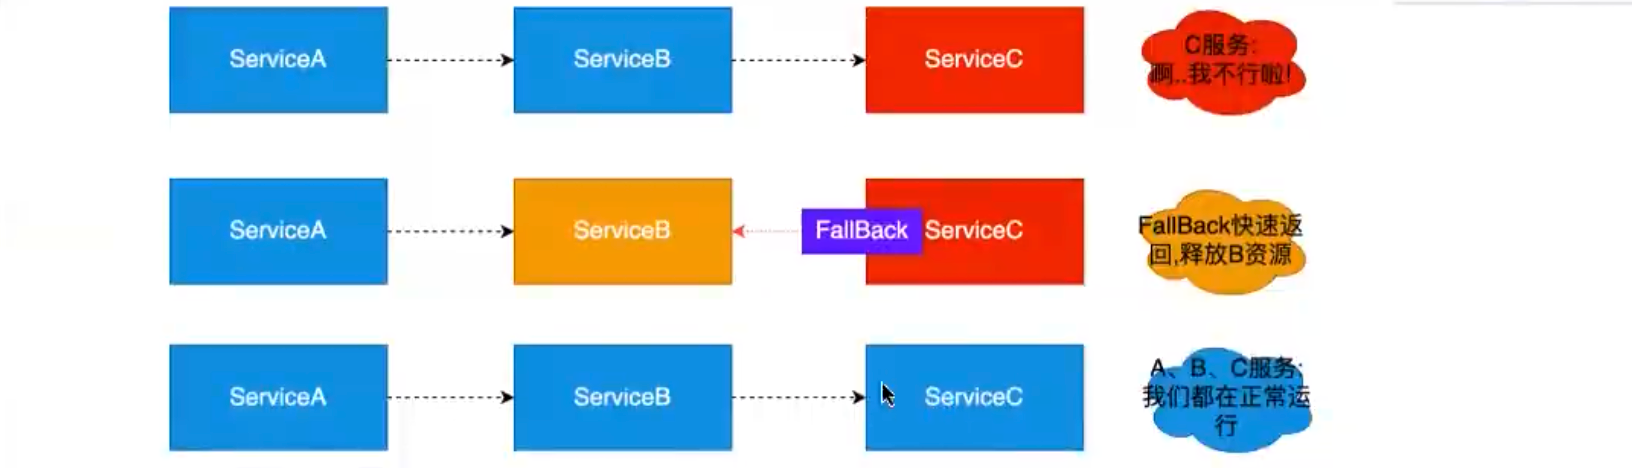 ServiceA
ServiceB
ServiceC
C服务:
啊..我不行啦!
ServiceA
ServiceB
FallBack
ServiceC
FallBack快速返
回,释放B资源
ServiceA
ServiceB
ServiceC
A、B、C服务:
我们都在正常运
行